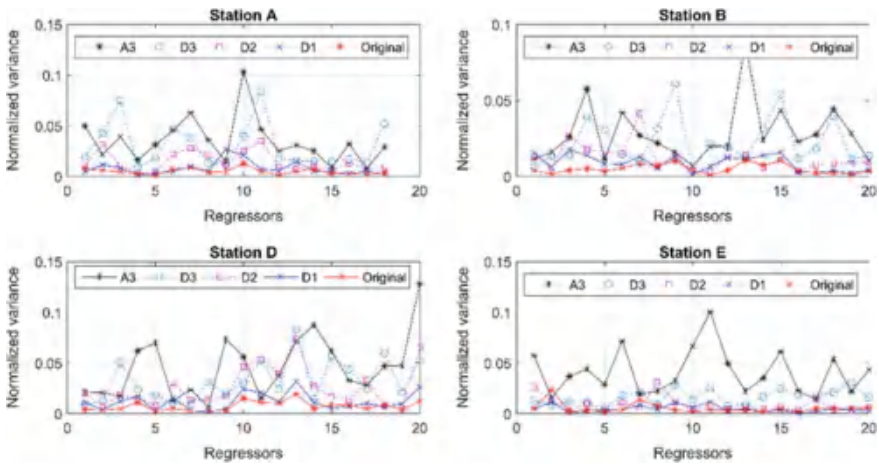 Station A
0.15
A3 D3 D2 D1 Original
0.1
0.05
0
0 5 10 15 20
Normalized variance
Regressors
Station B
0.1
A3 D3 D2 D1 Original
0.05
0
0 5 10 15 20
Normalized variance
Regressors
Station D
0.15
A3 D3 D2 D1 Original
0.1
0.05
0
0 5 10 15 20
Normalized variance
Regressors
Station E
0.15
A3 D3 D2 D1 Original
0.1
0.05
0
0 5 10 15 20
Normalized variance
Regressors